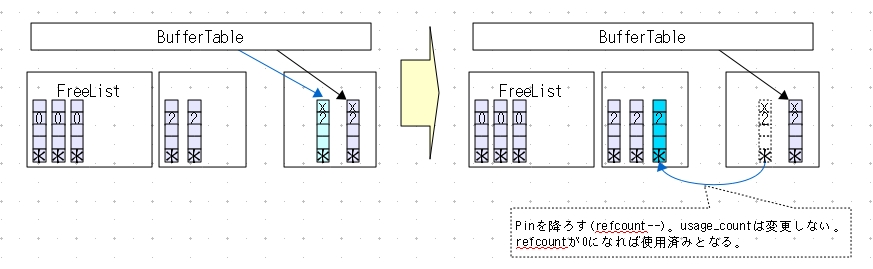 BufferTable
BufferTable
FreeList
FreeList
0 0 0
2 2
x x
2 2
* * * * * * *
0 0 0
2 2 2
x x
2 2
* * * * * * * *
Pinを降ろす(refcount--)。usage_countは変更しない。
refcountが0になれば使用済みとなる。